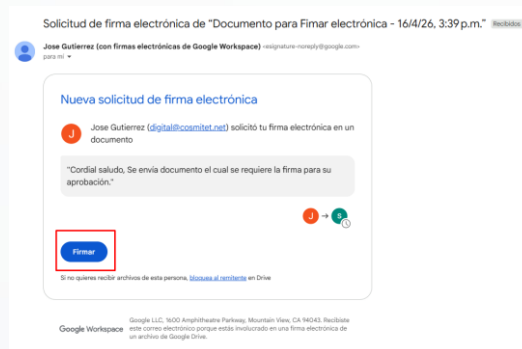 Solicitud de firma electrónica de "Documento para Fimar electrónica - 16/4/26, 3:39 p.m." Recibidos
Jose Gutierrez (con firmas electrónicas de Google Workspace) <esignature-noreply@google.com>
para mí
Nueva solicitud de firma electrónica
J
Jose Gutierrez (digital@cosmitet.net) solicitó tu firma electrónica en un
documento
"Cordial saludo, Se envia documento el cual se requiere la firma para su
aprobación."
J → S
Firmar
Si no quieres recibir archivos de esta persona, bloquea al remitente en Drive
Google Workspace
Google LLC, 1600 Amphitheatre Parkway, Mountain View, CA 94043. Recibiste
este correo electrónico porque estás involucrado en una firma electrónica de
un archivo de Google Drive.